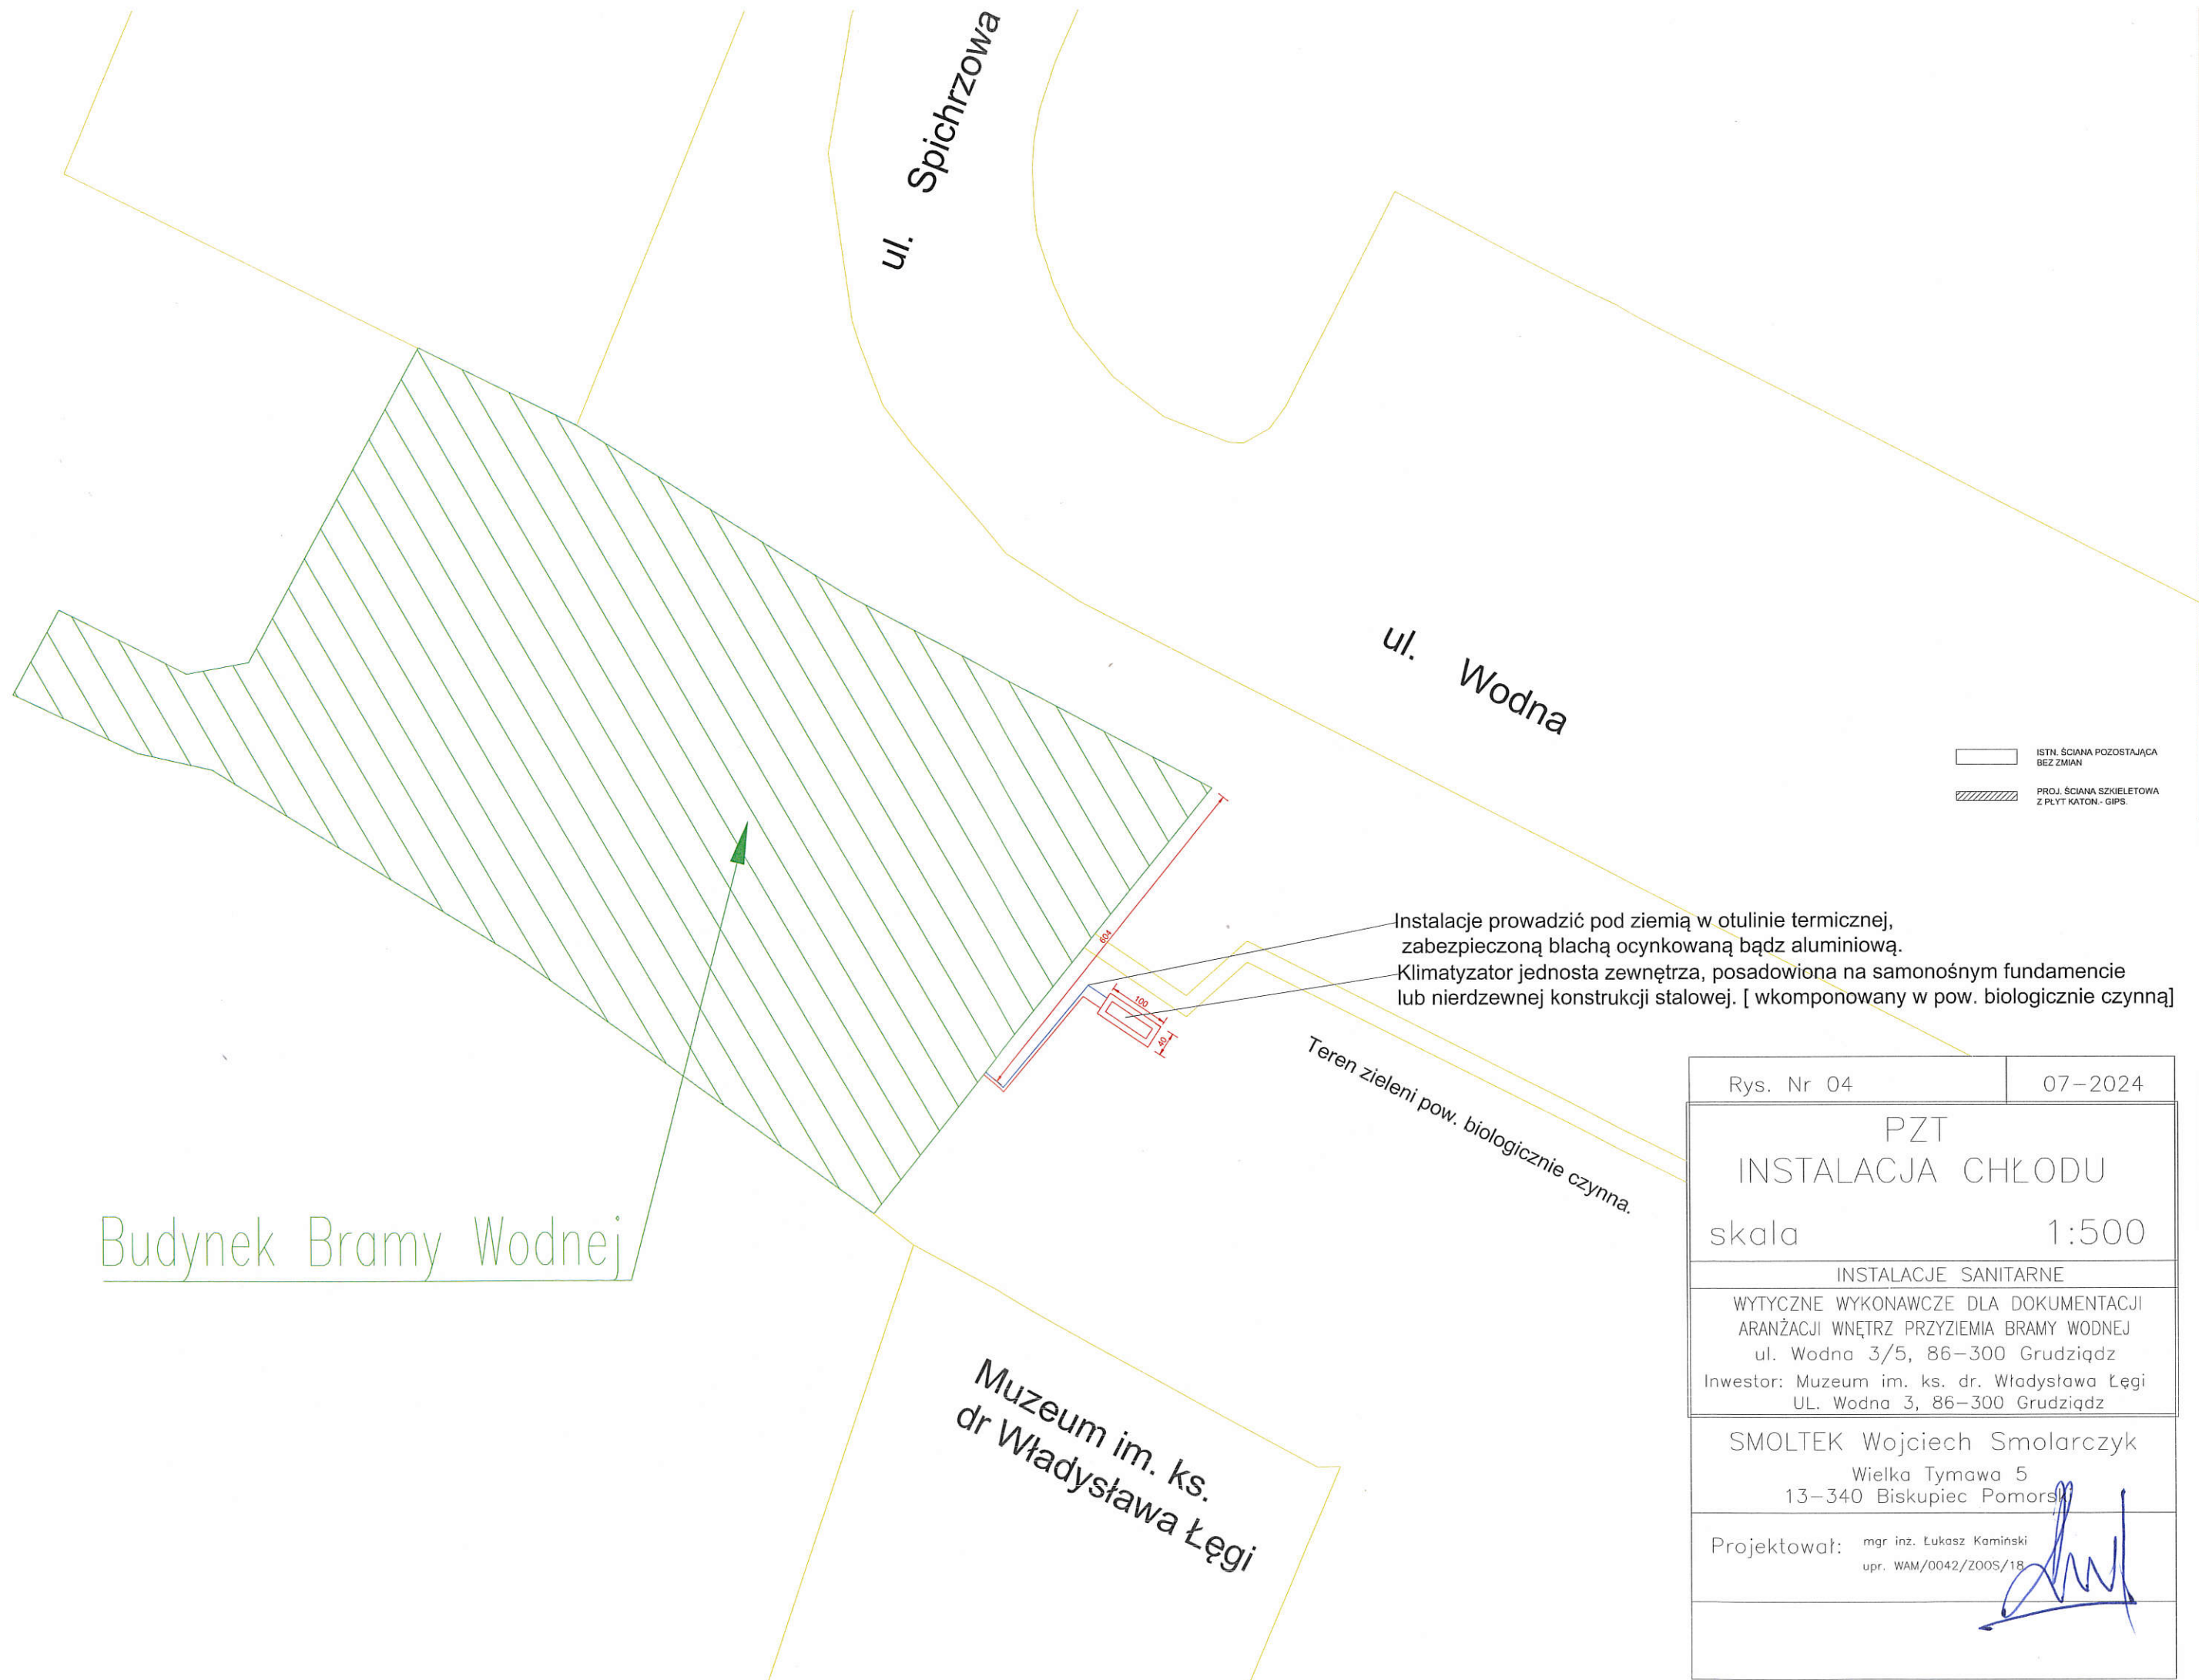 ul. Spichrzowa
ul. Wodna
ISTN. ŚCIANA POZOSTAJĄCA
BEZ ZMIAN
PROJ. ŚCIANA SZKIELETOWA
Z PŁYT KATON.- GIPS.
604
100
40
Instalacje prowadzić pod ziemią w otulinie termicznej,
zabezpieczoną blachą ocynkowaną bądz aluminiową.
Klimatyzator jednosta zewnętrza, posadowiona na samonośnym fundamencie
lub nierdzewnej konstrukcji stalowej. [ wkomponowany w pow. biologicznie czynną]
Teren zieleni pow. biologicznie czynna.
Budynek Bramy Wodnej
Muzeum im. ks.
dr Władysława Łęgi
Rys. Nr 04 07-2024
PZT
INSTALACJA CHŁODU
skala 1:500
INSTALACJE SANITARNE
WYTYCZNE WYKONAWCZE DLA DOKUMENTACJI
ARANŻACJI WNĘTRZ PRZYZIEMIA BRAMY WODNEJ
ul. Wodna 3/5, 86-300 Grudziądz
Inwestor: Muzeum im. ks. dr. Władysława Łęgi
UL. Wodna 3, 86-300 Grudziądz
SMOLTEK Wojciech Smolarczyk
Wielka Tymawa 5
13-340 Biskupiec Pomorski
Projektował: mgr inż. Łukasz Kamiński
upr. WAM/0042/ZOOS/18